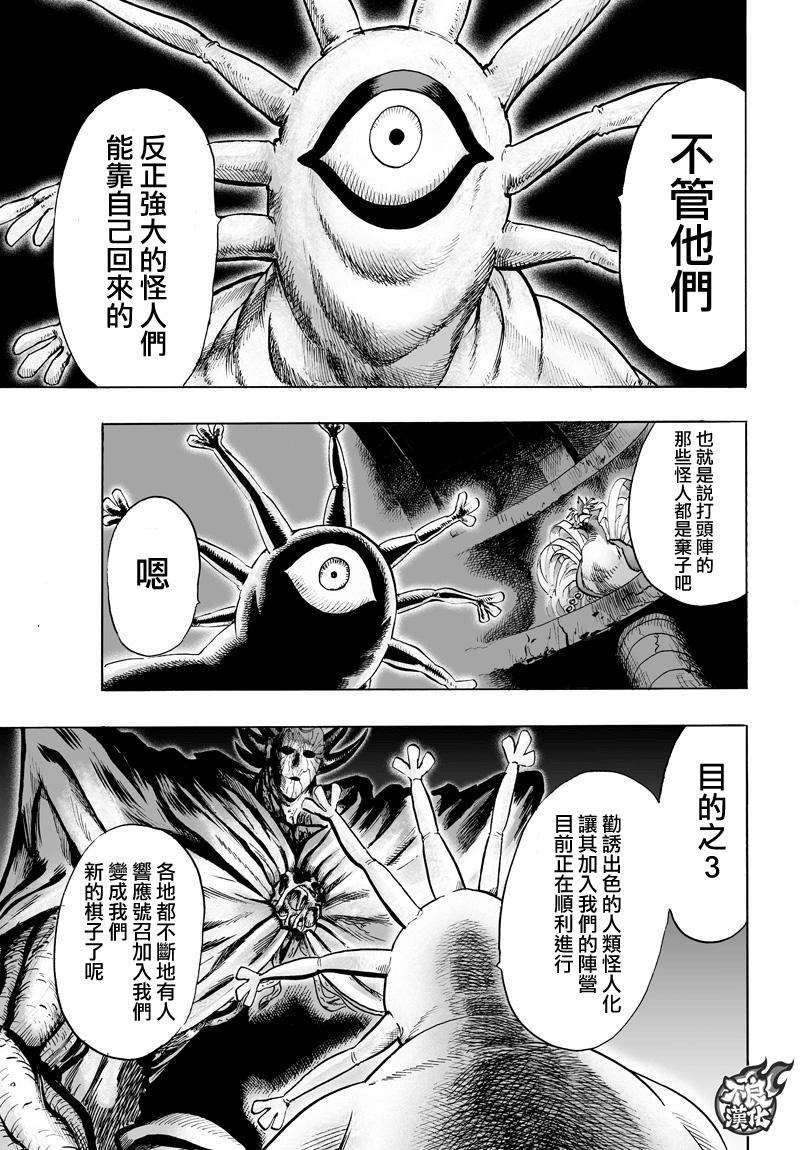 不管他們
反正強大的怪人們
能靠自己回來的
也就是説打頭陣的
那些怪人都是棄子吧
嗯
目的之3
勸誘出色的人類怪人化
讓其加入我們的陣營
目前正在順利進行
各地都不斷地有人
響應號召加入我們
變成我們
新的棋子了呢
漢化